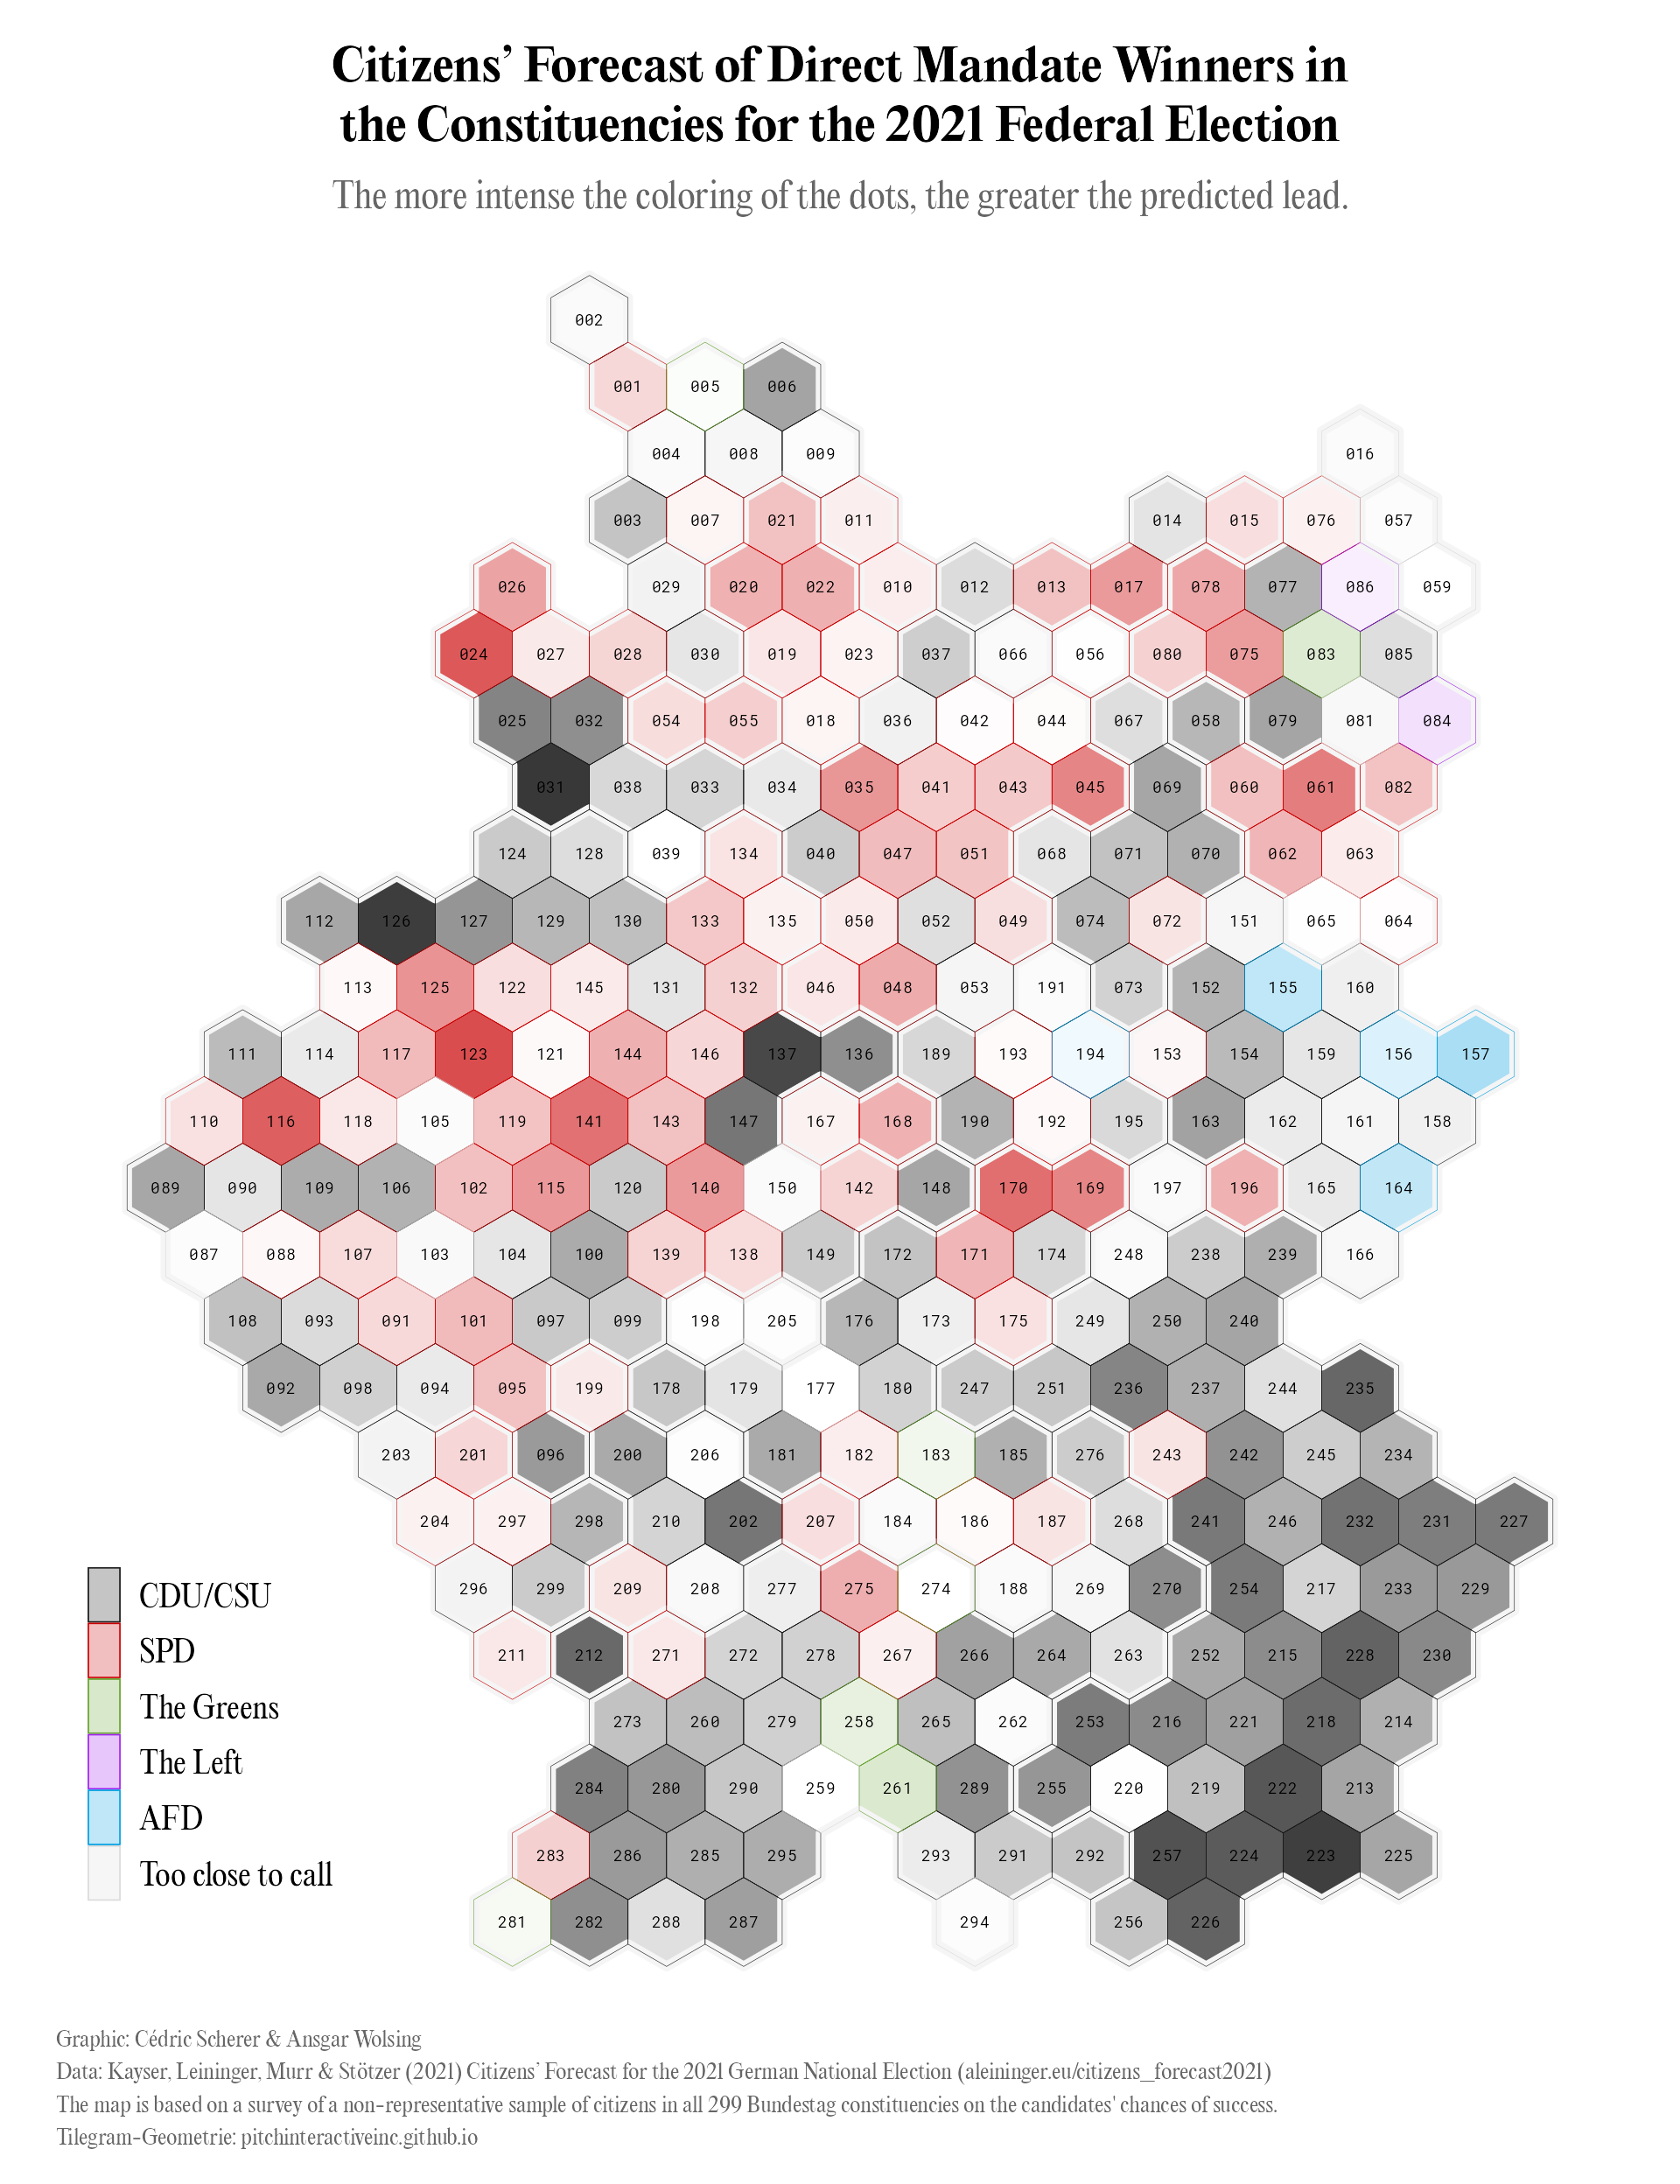 Citizens’ Forecast of Direct Mandate Winners in
the Constituencies for the 2021 Federal Election
The more intense the coloring of the dots, the greater the predicted lead.
002
001 005 006
004 008 009 016
003 007 021 011 014 015 076 057
026 029 020 022 010 012 013 017 078 077 086 059
024 027 028 030 019 023 037 066 056 080 075 083 085
025 032 054 055 018 036 042 044 067 058 079 081 084
031 038 033 034 035 041 043 045 069 060 061 082
124 128 039 134 040 047 051 068 071 070 062 063
112 126 127 129 130 133 135 050 052 049 074 072 151 065 064
113 125 122 145 131 132 046 048 053 191 073 152 155 160
111 114 117 123 121 144 146 137 136 189 193 194 153 154 159 156 157
110 116 118 105 119 141 143 147 167 168 190 192 195 163 162 161 158
089 090 109 106 102 115 120 140 150 142 148 170 169 197 196 165 164
087 088 107 103 104 100 139 138 149 172 171 174 248 238 239 166
108 093 091 101 097 099 198 205 176 173 175 249 250 240
092 098 094 095 199 178 179 177 180 247 251 236 237 244 235
203 201 096 200 206 181 182 183 185 276 243 242 245 234
204 297 298 210 202 207 184 186 187 268 241 246 232 231 227
296 299 209 208 277 275 274 188 269 270 254 217 233 229
211 212 271 272 278 267 266 264 263 252 215 228 230
273 260 279 258 265 262 253 216 221 218 214
284 280 290 259 261 289 255 220 219 222 213
283 286 285 295 293 291 292 257 224 223 225
281 282 288 287 294 256 226
CDU/CSU
SPD
The Greens
The Left
AFD
Too close to call
Graphic: Cédric Scherer & Ansgar Wolsing
Data: Kayser, Leininger, Murr & Stötzer (2021) Citizens’ Forecast for the 2021 German National Election (aleininger.eu/citizens_forecast2021)
The map is based on a survey of a non-representative sample of citizens in all 299 Bundestag constituencies on the candidates' chances of success.
Tilegram-Geometrie: pitchinteractiveinc.github.io